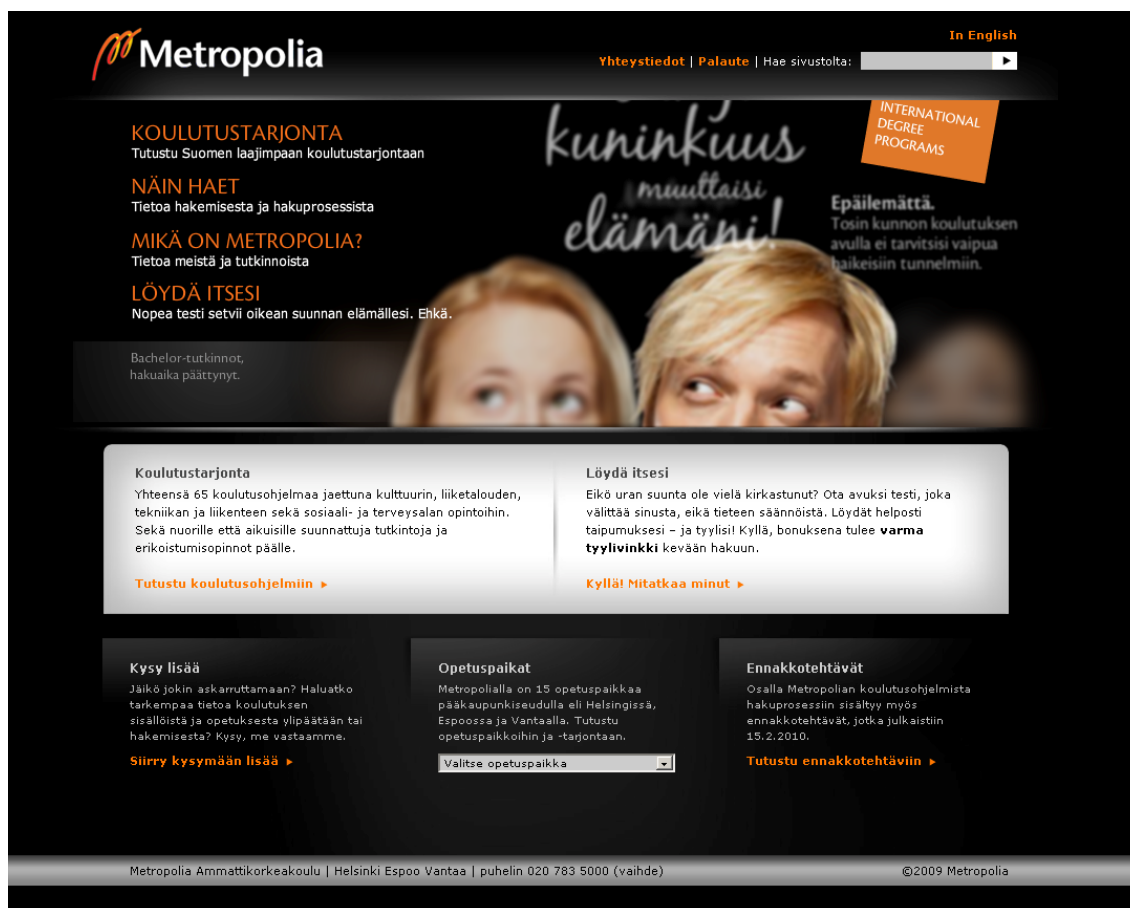 Metropolia
In English
Yhteystiedot | Palaute | Hae sivustolta:
KOULUTUSTARJONTA
Tutustu Suomen laajimpaan koulutustarjontaan
NÄIN HAET
Tietoa hakemisesta ja hakuprosessista
MIKÄ ON METROPOLIA?
Tietoa meistä ja tutkinnoista
LÖYDÄ ITSESI
Nopea testi setvii oikean suunnan elämällesi. Ehkä.
Bachelor-tutkinnot,
hakuaika päättynyt.
kuninkuus
muuttaisi
elämäni!
INTERNATIONAL
DEGREE
PROGRAMS
Epäilemättä.
Tosin kunnon koulutuksen
avulla ei tarvitsisi vaipua
haikeisiin tunnelmiin.
Koulutustarjonta
Yhteensä 65 koulutusohjelmaa jaettuna kulttuurin, liiketalouden,
tekniikan ja liikenteen sekä sosiaali- ja terveysalan opintoihin.
Sekä nuorille että aikuisille suunnattuja tutkintoja ja
erikoistumisopinnot päälle.
Tutustu koulutusohjelmiin
Löydä itsesi
Eikö uran suunta ole vielä kirkastunut? Ota avuksi testi, joka
välittää sinusta, eikä tieteen säännöistä. Löydät helposti
taipumuksesi – ja tyylisi! Kyllä, bonuksena tulee varma
tyylivinkki kevään hakuun.
Kyllä! Mitatkaa minut
Kysy lisää
Jäikö jokin askarruttamaan? Haluatko
tarkempaa tietoa koulutuksen
sisällöistä ja opetuksesta ylipäätään tai
hakemisesta? Kysy, me vastaamme.
Siirry kysymään lisää
Opetuspaikat
Metropolialla on 15 opetuspaikkaa
pääkaupunkiseudulla eli Helsingissä,
Espoossa ja Vantaalla. Tutustu
opetuspaikkoihin ja -tarjontaan.
Valitse opetuspaikka
Ennakkotehtävät
Osalla Metropolian koulutusohjelmista
hakuprosessiin sisältyy myös
ennakkotehtävät, jotka julkaistiin
15.2.2010.
Tutustu ennakkotehtäviin
Metropolia Ammattikorkeakoulu | Helsinki Espoo Vantaa | puhelin 020 783 5000 (vaihde)
©2009 Metropolia